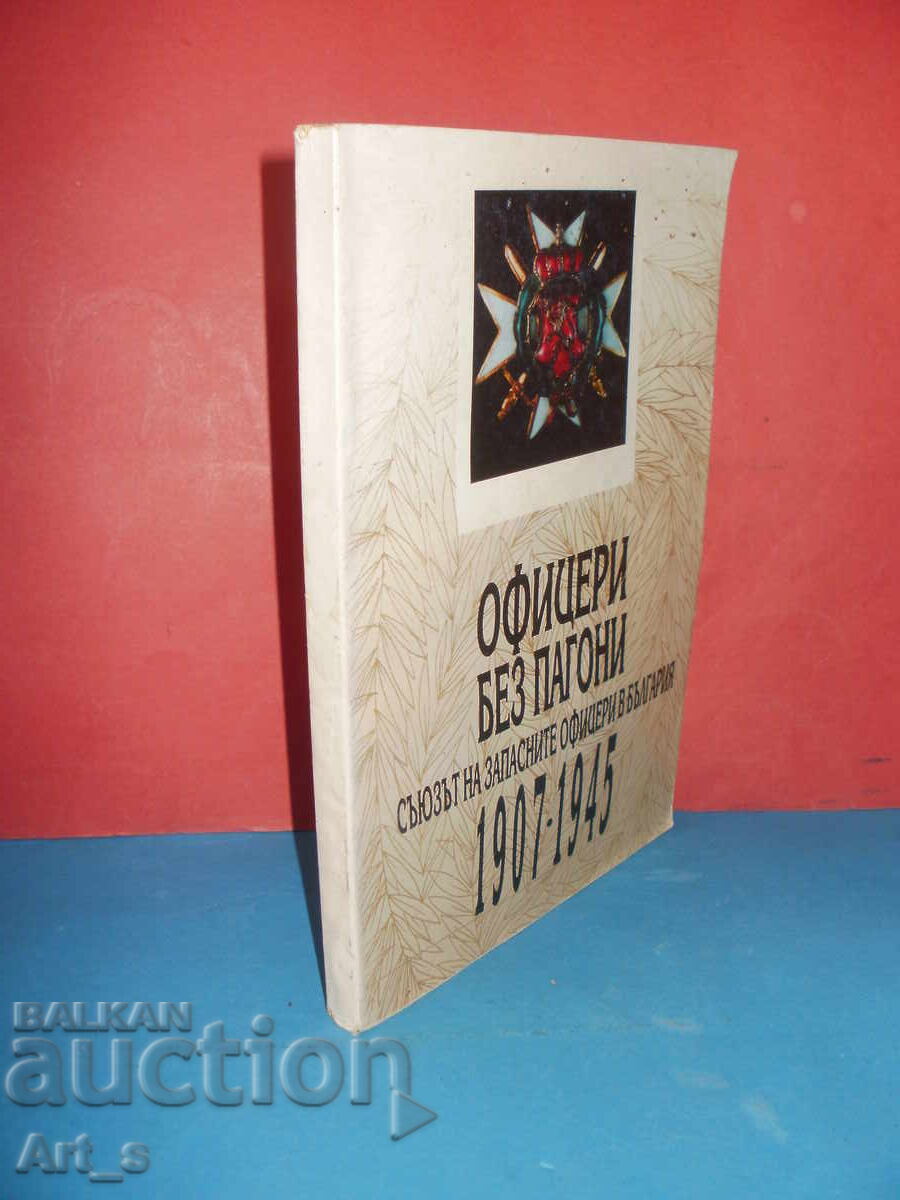 ОФИЦЕРИ
БЕЗ ПАГОНИ
СЪЮЗЪТ НА ЗАПАСНИТЕ ОФИЦЕРИ В БЪЛГАРИЯ
1907-1945
BALKAN
auction
Art_s